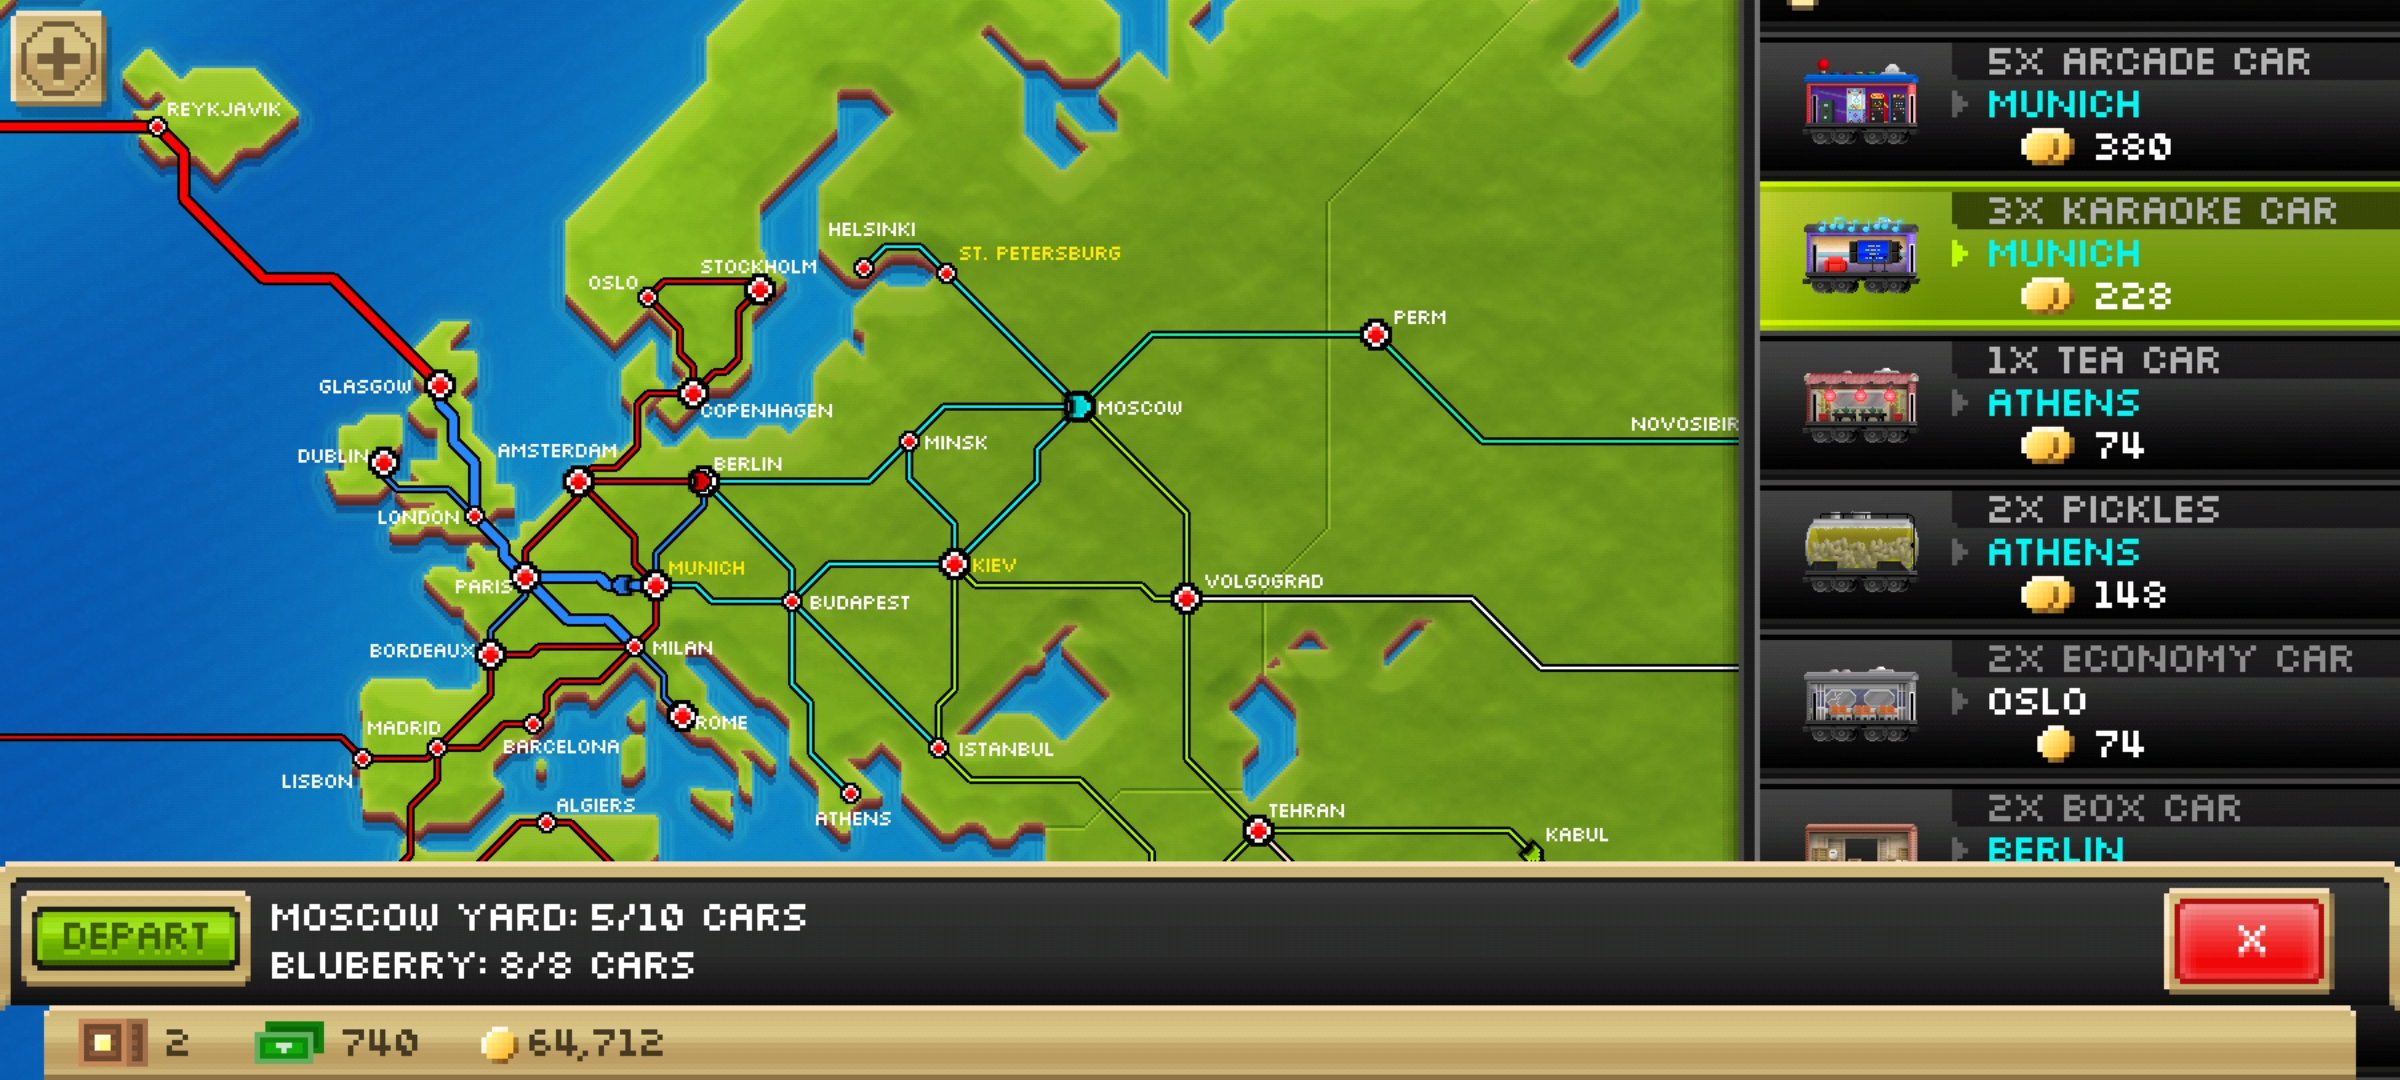 REYKJAVIK
HELSINKI
ST. PETERSBURG
STOCKHOLM
OSLO
PERM
GLASGOW
COPENHAGEN
MOSCOW
NOVOSIBIR
DUBLIN
AMSTERDAM
BERLIN
MINSK
LONDON
PARIS
MUNICH
KIEV
VOLGOGRAD
BUDAPEST
BORDEAUX
MILAN
MADRID
ROME
BARCELONA
ISTANBUL
LISBON
ALGIERS
ATHENS
TEHRAN
KABUL
5X ARCADE CAR
MUNICH
380
3X KARAOKE CAR
MUNICH
228
1X TEA CAR
ATHENS
74
2X PICKLES
ATHENS
148
2X ECONOMY CAR
OSLO
74
2X BOX CAR
BERLIN
DEPART
MOSCOW YARD: 5/10 CARS
BLUBERRY: 8/8 CARS
X
2
740
64,712